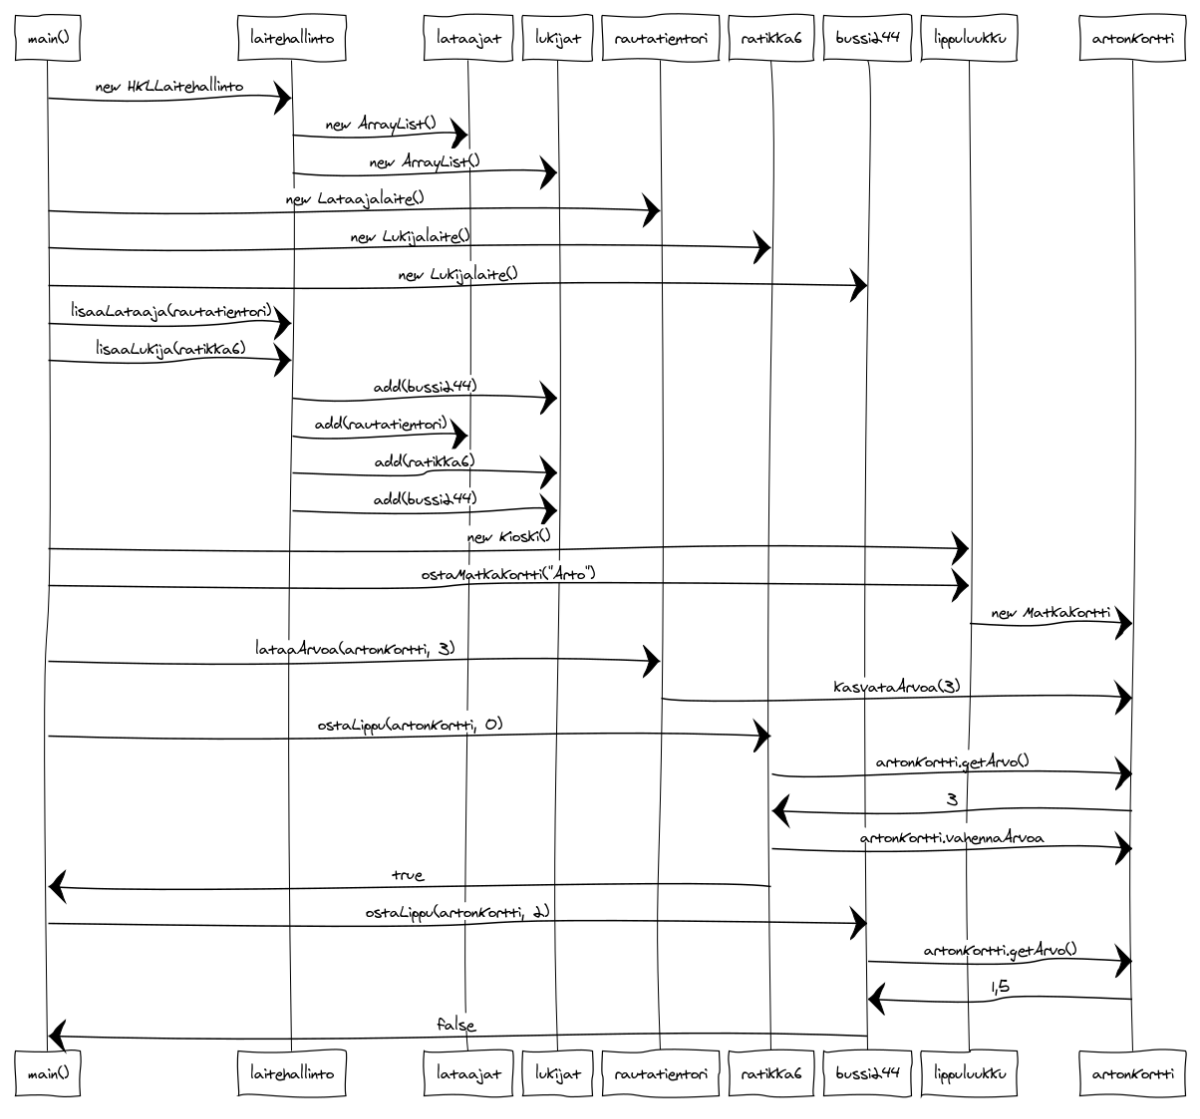 main() laitehallinto lataajat lukijat rautatientori ratikka6 bussi244 lippuluukku artonkortti
new HKLLaitehallinto
new ArrayList()
new ArrayList()
new Lataajalaite()
new Lukijalaite()
new Lukijalaite()
lisaaLataaja(rautatientori)
lisaaLukija(ratikka6)
add(bussi244)
add(rautatientori)
add(ratikka6)
add(bussi244)
new Kioski()
ostaMatkakortti("Arto")
new Matkakortti
lataaArvoa(artonKortti, 3)
kasvataArvoa(3)
ostaLippu(artonKortti, 0)
artonKortti.getArvo()
3
artonKortti.vahennaArvoa
true
ostaLippu(artonKortti, 2)
artonKortti.getArvo()
1,5
false
main() laitehallinto lataajat lukijat rautatientori ratikka6 bussi244 lippuluukku artonkortti